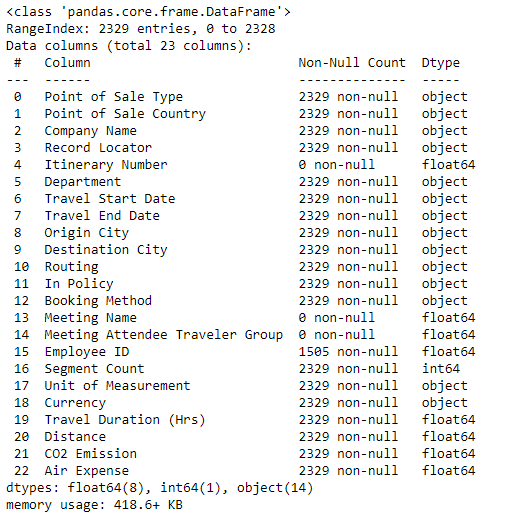 <class 'pandas.core.frame.DataFrame'>
RangeIndex: 2329 entries, 0 to 2328
Data columns (total 23 columns):
 #   Column                         Non-Null Count  Dtype
---  ------                         --------------  -----
 0   Point of Sale Type             2329 non-null   object
 1   Point of Sale Country          2329 non-null   object
 2   Company Name                   2329 non-null   object
 3   Record Locator                 2329 non-null   object
 4   Itinerary Number               0 non-null      float64
 5   Department                     2329 non-null   object
 6   Travel Start Date              2329 non-null   object
 7   Travel End Date                2329 non-null   object
 8   Origin City                    2329 non-null   object
 9   Destination City               2329 non-null   object
 10  Routing                        2329 non-null   object
 11  In Policy                      2329 non-null   object
 12  Booking Method                 2329 non-null   object
 13  Meeting Name                   0 non-null      float64
 14  Meeting Attendee Traveler Group  0 non-null      float64
 15  Employee ID                    1505 non-null   float64
 16  Segment Count                  2329 non-null   int64
 17  Unit of Measurement            2329 non-null   object
 18  Currency                       2329 non-null   object
 19  Travel Duration (Hrs)          2329 non-null   float64
 20  Distance                       2329 non-null   float64
 21  CO2 Emission                   2329 non-null   float64
 22  Air Expense                    2329 non-null   float64
dtypes: float64(8), int64(1), object(14)
memory usage: 418.6+ KB